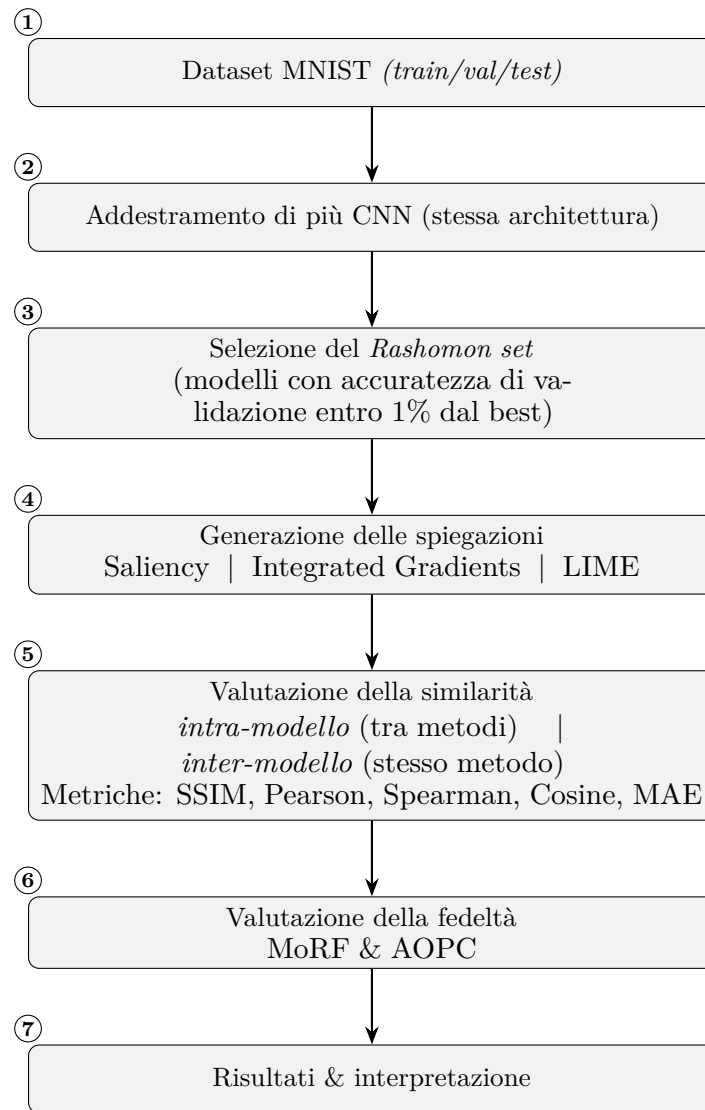 1
Dataset MNIST (train/val/test)
2
Addestramento di più CNN (stessa architettura)
3
Selezione del Rashomon set
(modelli con accuratezza di va-
lidazione entro 1% dal best)
4
Generazione delle spiegazioni
Saliency | Integrated Gradients | LIME
5
Valutazione della similarità
intra-modello (tra metodi) |
inter-modello (stesso metodo)
Metriche: SSIM, Pearson, Spearman, Cosine, MAE
6
Valutazione della fedeltà
MoRF & AOPC
7
Risultati & interpretazione